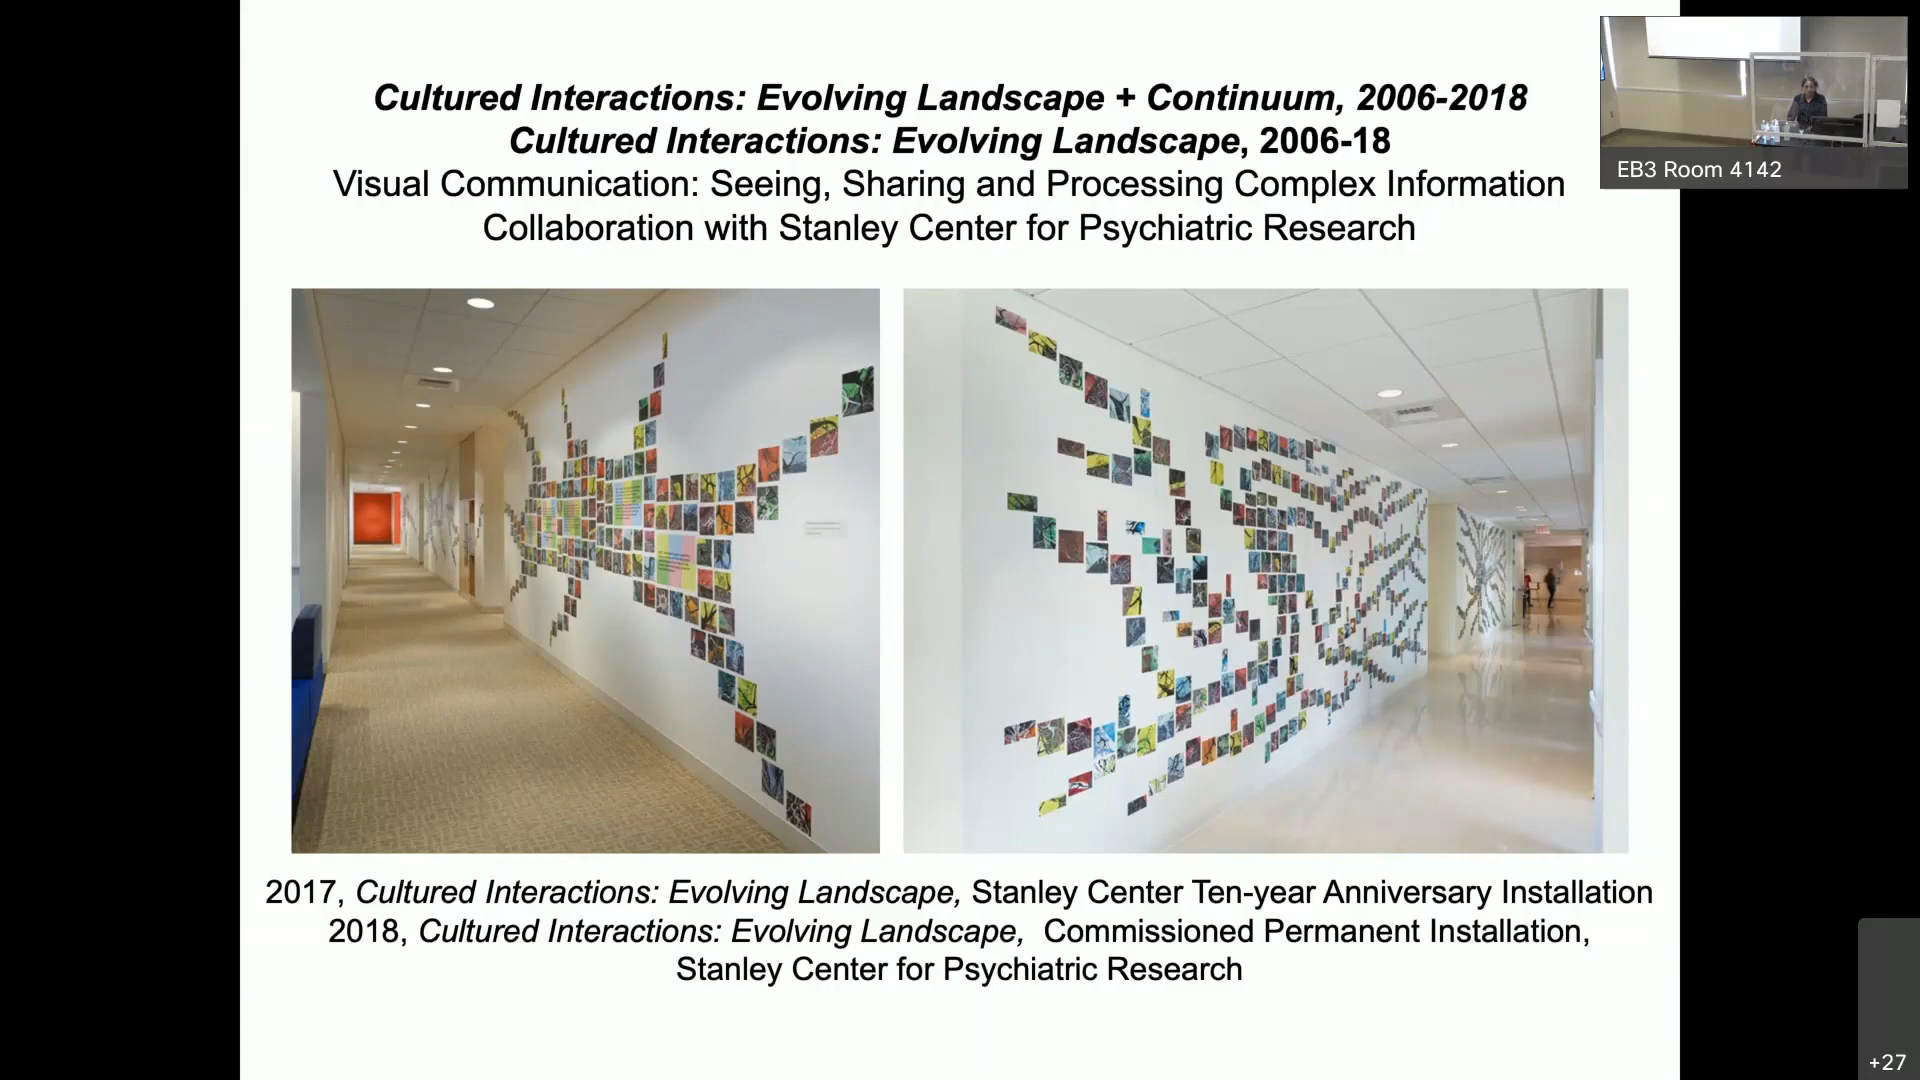 Cultured Interactions: Evolving Landscape + Continuum, 2006-2018
Cultured Interactions: Evolving Landscape, 2006-18
Visual Communication: Seeing, Sharing and Processing Complex Information
Collaboration with Stanley Center for Psychiatric Research
EB3 Room 4142
2017, Cultured Interactions: Evolving Landscape, Stanley Center Ten-year Anniversary Installation
2018, Cultured Interactions: Evolving Landscape, Commissioned Permanent Installation,
Stanley Center for Psychiatric Research
+27